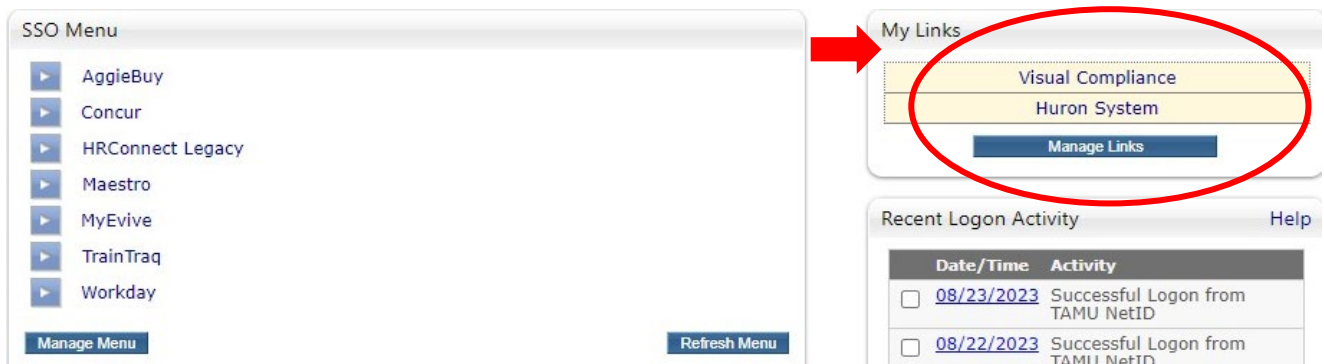 SSO Menu
AggieBuy
Concur
HRConnect Legacy
Maestro
MyEvive
TrainTraq
Workday
Manage Menu
Refresh Menu
My Links
Visual Compliance
Huron System
Manage Links
Recent Logon Activity Help
Date/Time Activity
08/23/2023 Successful Logon from
TAMU NetID
08/22/2023 Successful Logon from
TAMU NetID